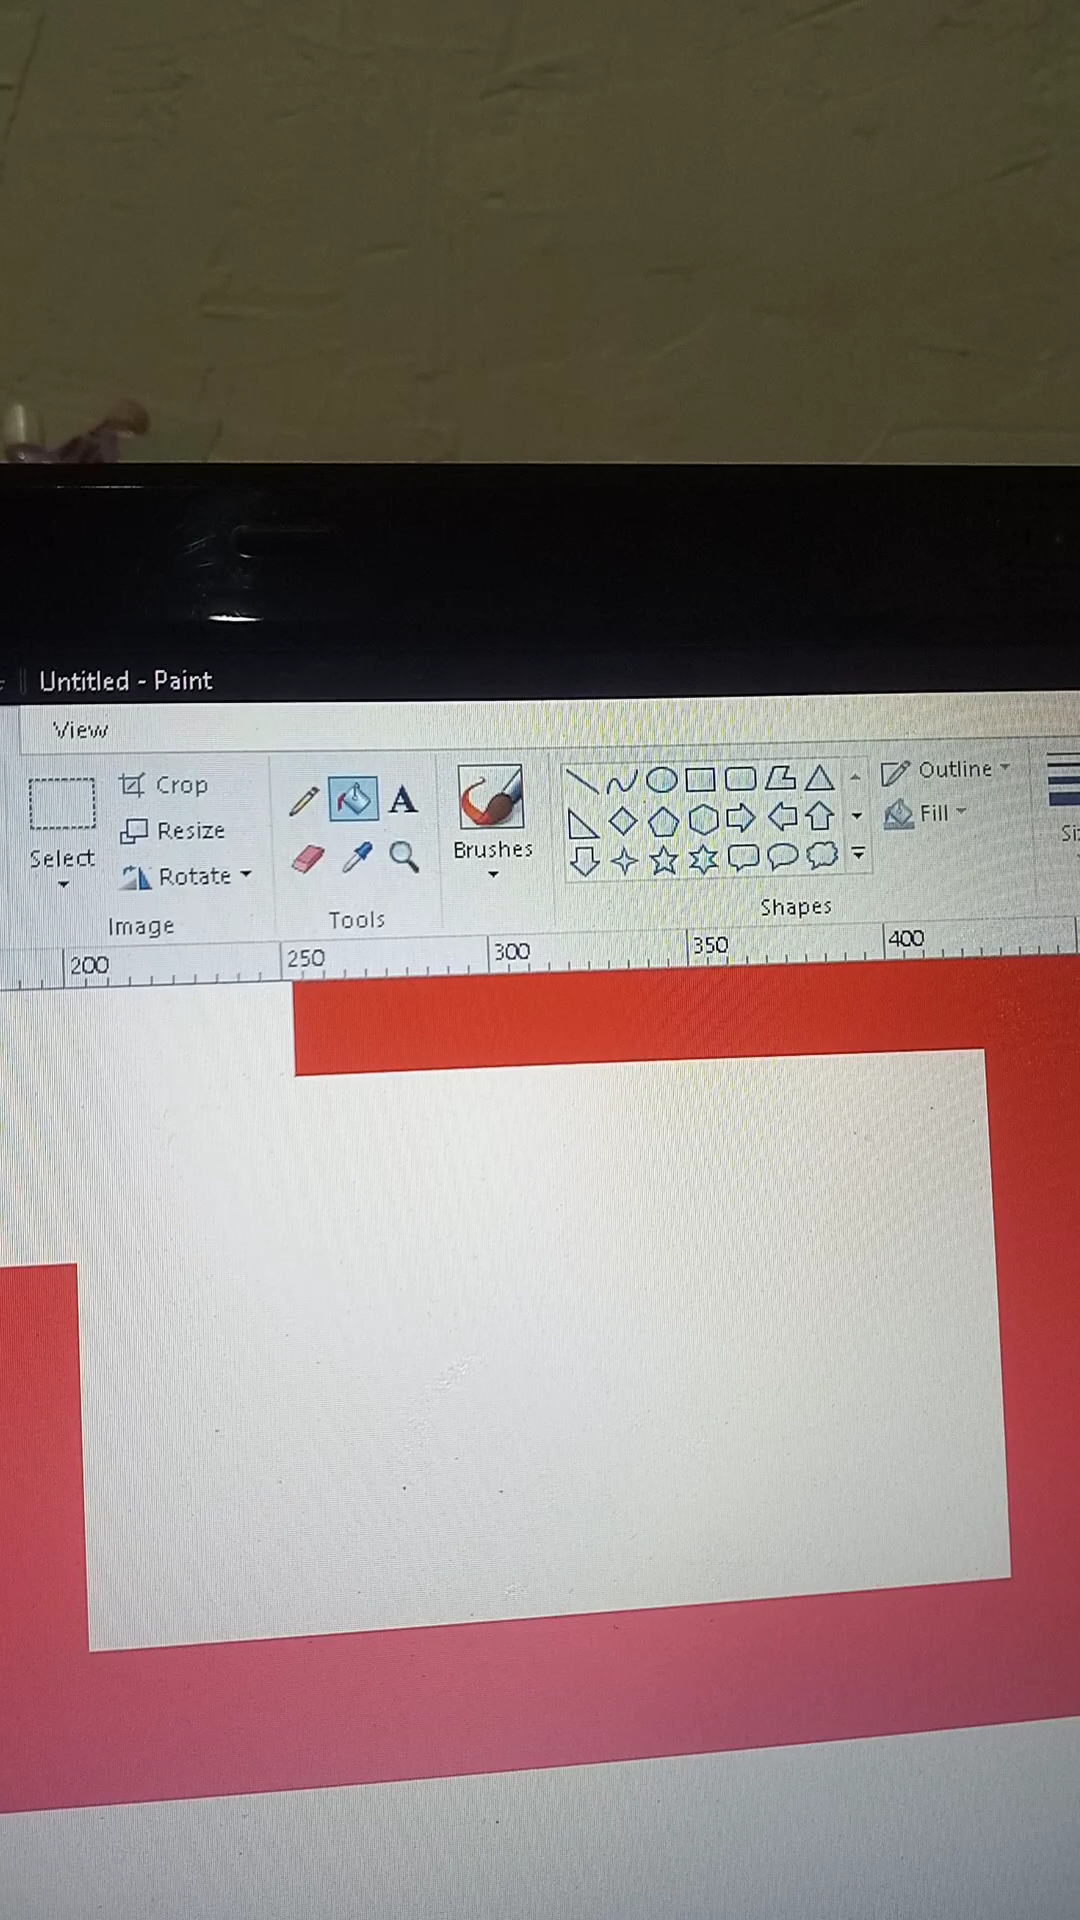 Untitled - Paint
View
Crop
Resize
Rotate
Select
Image
Tools
Brushes
Shapes
Outline
Fill
200 250 300 350 400